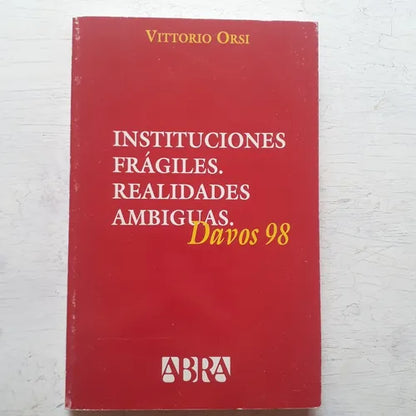 VITTORIO ORSI
INSTITUCIONES
FRÁGILES.
REALIDADES
AMBIGUAS.
Davos 98
ABRA